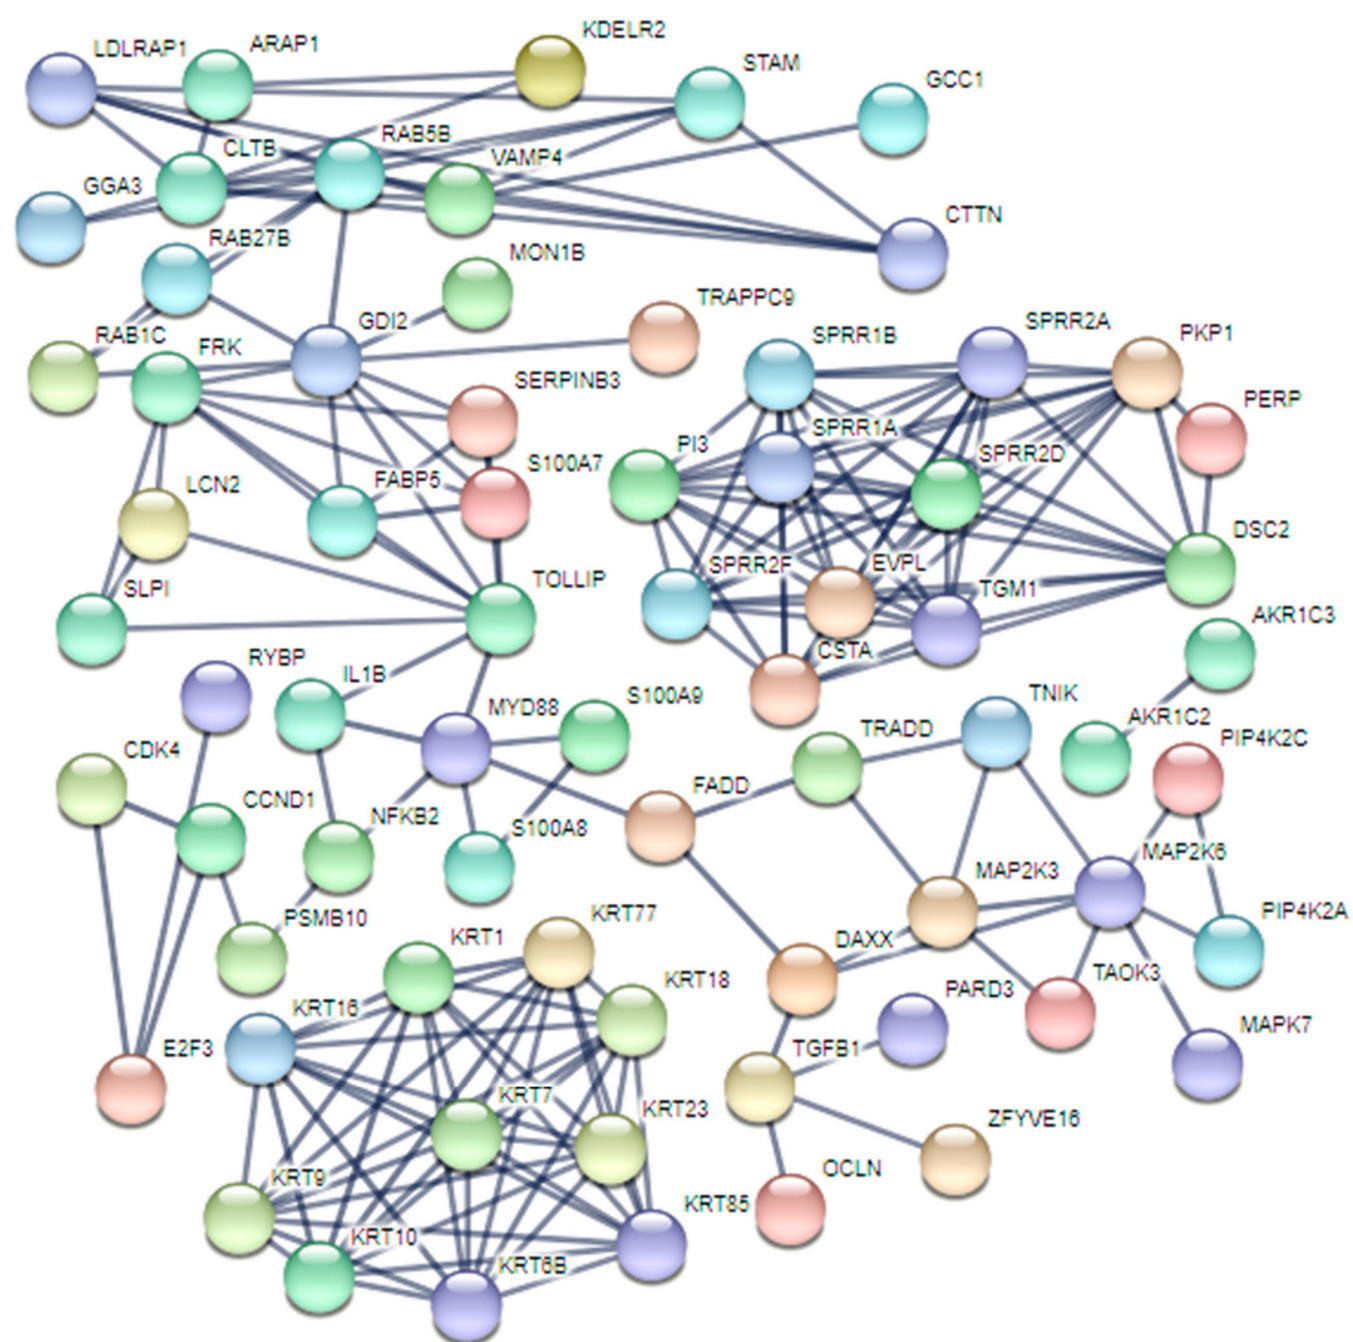 KDELR2
LDLRAP1
ARAP1
STAM
GCC1
RAB5B
CLTB
VAMP4
GGA3
CTTN
RAB27B
MON1B
TRAPPC9
GDI2
SPRR1B
SPRR2A
PKP1
RAB1C
FRK
SERPINB3
PERP
SPRR1A
PI3
SPRR2D
S100A7
FABP5
LCN2
DSC2
SPRR2F
EVPL
TOLLIP
SLPI
TGM1
AKR1C3
CSTA
RYBP
IL1B
S100A9
TNIK
MYD88
AKR1C2
TRADD
PIP4K2C
CDK4
FADD
CCND1
NFKB2
S100A8
MAP2K6
MAP2K3
PIP4K2A
KRT77
PSMB10
KRT1
DAXX
TAOK3
KRT18
PARD3
KRT16
MAPK7
E2F3
TGFB1
KRT7
KRT23
ZFYVE16
OCLN
KRT9
KRT85
KRT10
KRT6B